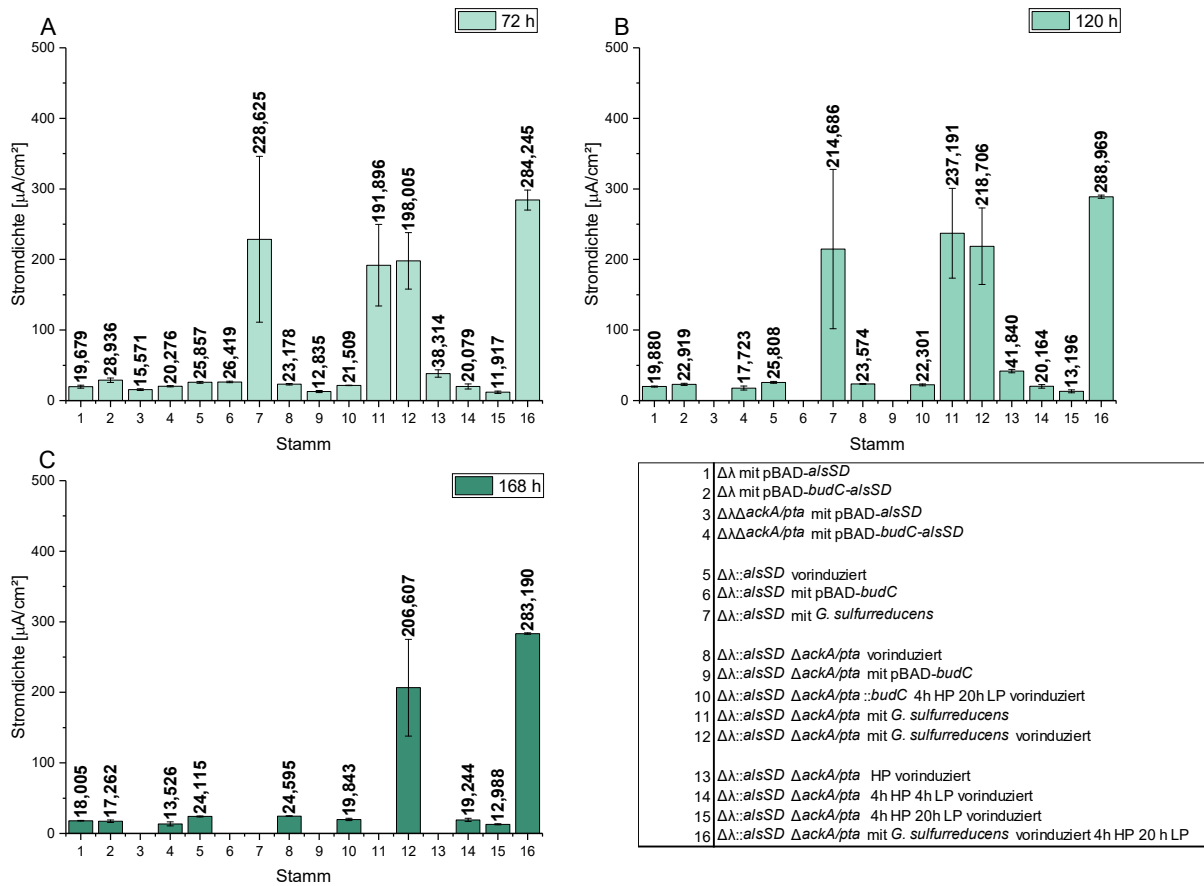 A
72 h
500
400
300
200
100
0
Stromdichte [µA/cm²]
19,679
28,936
15,571
20,276
25,857
26,419
228,625
23,178
12,835
21,509
191,896
198,005
38,314
20,079
11,917
284,245
1 2 3 4 5 6 7 8 9 10 11 12 13 14 15 16
Stamm
B
120 h
500
400
300
200
100
0
Stromdichte [µA/cm²]
19,880
22,919
17,723
25,808
214,686
23,574
22,301
237,191
218,706
41,840
20,164
13,196
288,969
1 2 3 4 5 6 7 8 9 10 11 12 13 14 15 16
Stamm
C
168 h
500
400
300
200
100
0
Stromdichte [µA/cm²]
18,005
17,262
13,526
24,115
24,595
19,843
206,607
19,244
12,988
283,190
1 2 3 4 5 6 7 8 9 10 11 12 13 14 15 16
Stamm
1 Δλ mit pBAD-alsSD
2 Δλ mit pBAD-budC-alsSD
3 ΔλΔackA/pta mit pBAD-alsSD
4 ΔλΔackA/pta mit pBAD-budC-alsSD
5 Δλ::alsSD vorinduziert
6 Δλ::alsSD mit pBAD-budC
7 Δλ::alsSD mit G. sulfurreducens
8 Δλ::alsSD ΔackA/pta vorinduziert
9 Δλ::alsSD ΔackA/pta mit pBAD-budC
10 Δλ::alsSD ΔackA/pta ::budC 4h HP 20h LP vorinduziert
11 Δλ::alsSD ΔackA/pta mit G. sulfurreducens
12 Δλ::alsSD ΔackA/pta mit G. sulfurreducens vorinduziert
13 Δλ::alsSD ΔackA/pta HP vorinduziert
14 Δλ::alsSD ΔackA/pta 4h HP 4h LP vorinduziert
15 Δλ::alsSD ΔackA/pta 4h HP 20h LP vorinduziert
16 Δλ::alsSD ΔackA/pta mit G. sulfurreducens vorinduziert 4h HP 20 h LP